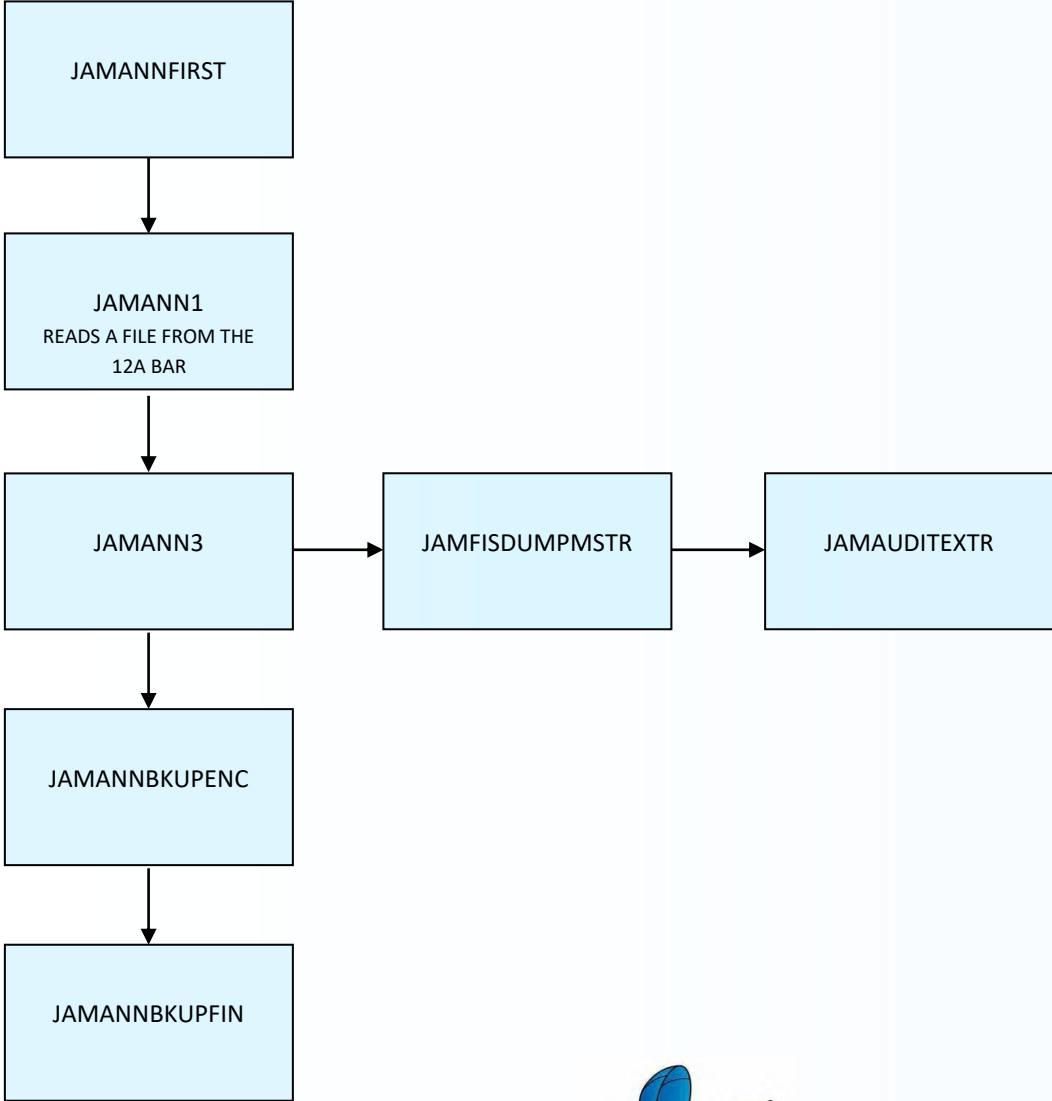 JAMANNFIRST
JAMANN1
READS A FILE FROM THE
12A BAR
JAMANN3
JAMFISDUMPMSTR
JAMAUDITEXTR
JAMANNBKUPENC
JAMANNBKUPFIN